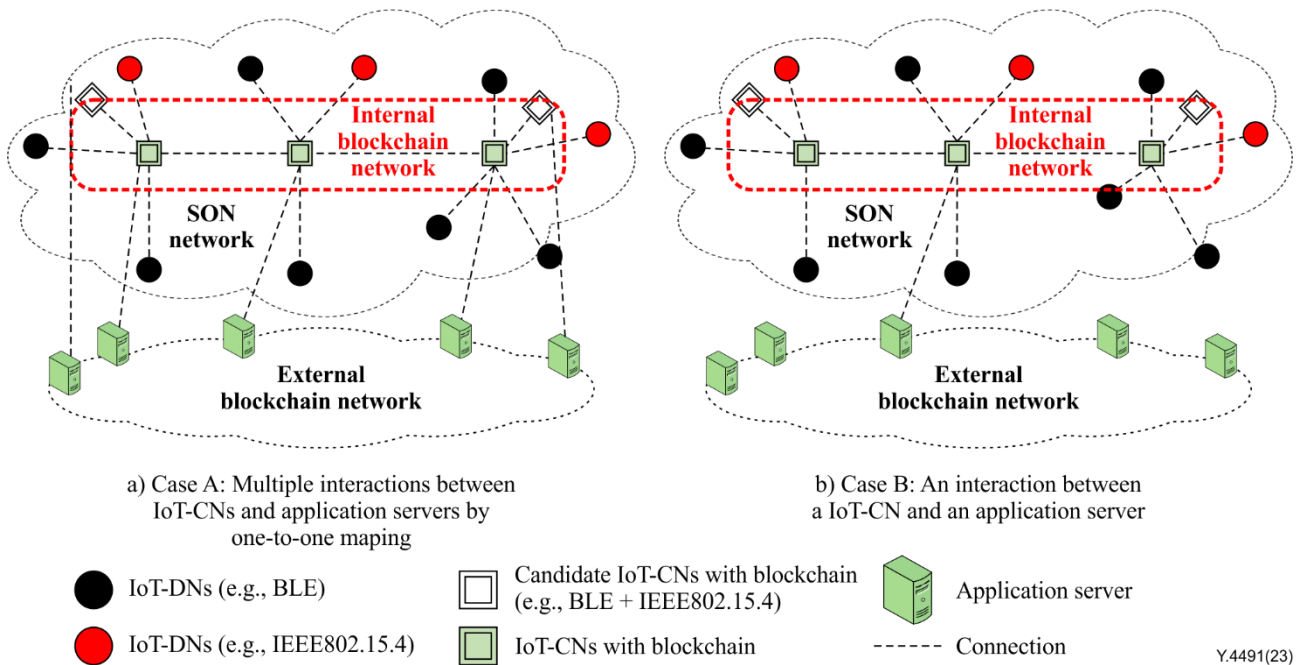 Internal
blockchain
network
SON
network
External
blockchain network
a) Case A: Multiple interactions between
IoT-CNs and application servers by
one-to-one maping
Internal
blockchain
network
SON
network
External
blockchain network
b) Case B: An interaction between
a IoT-CN and an application server
IoT-DNs (e.g., BLE)
IoT-DNs (e.g., IEEE802.15.4)
Candidate IoT-CNs with blockchain
(e.g., BLE + IEEE802.15.4)
IoT-CNs with blockchain
Application server
Connection
Y.4491(23)